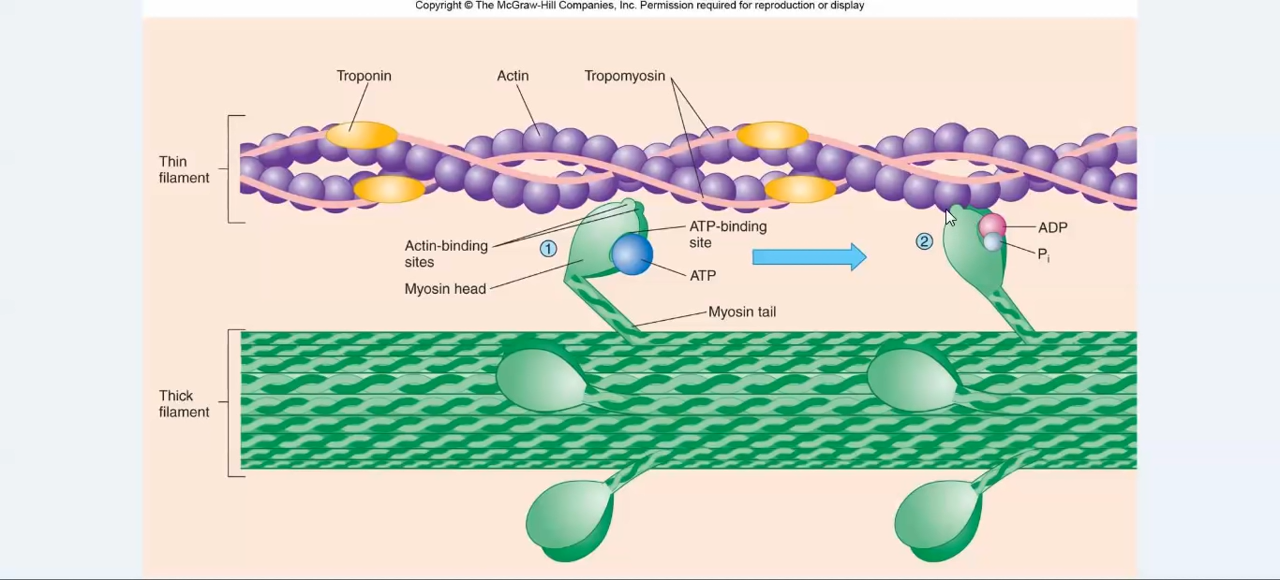 Copyright © The McGraw-Hill Companies, Inc. Permission required for reproduction or display
Troponin
Actin
Tropomyosin
Thin
filament
Actin-binding
sites
1
ATP-binding
site
2
ADP
Pi
Myosin head
ATP
Myosin tail
Thick
filament